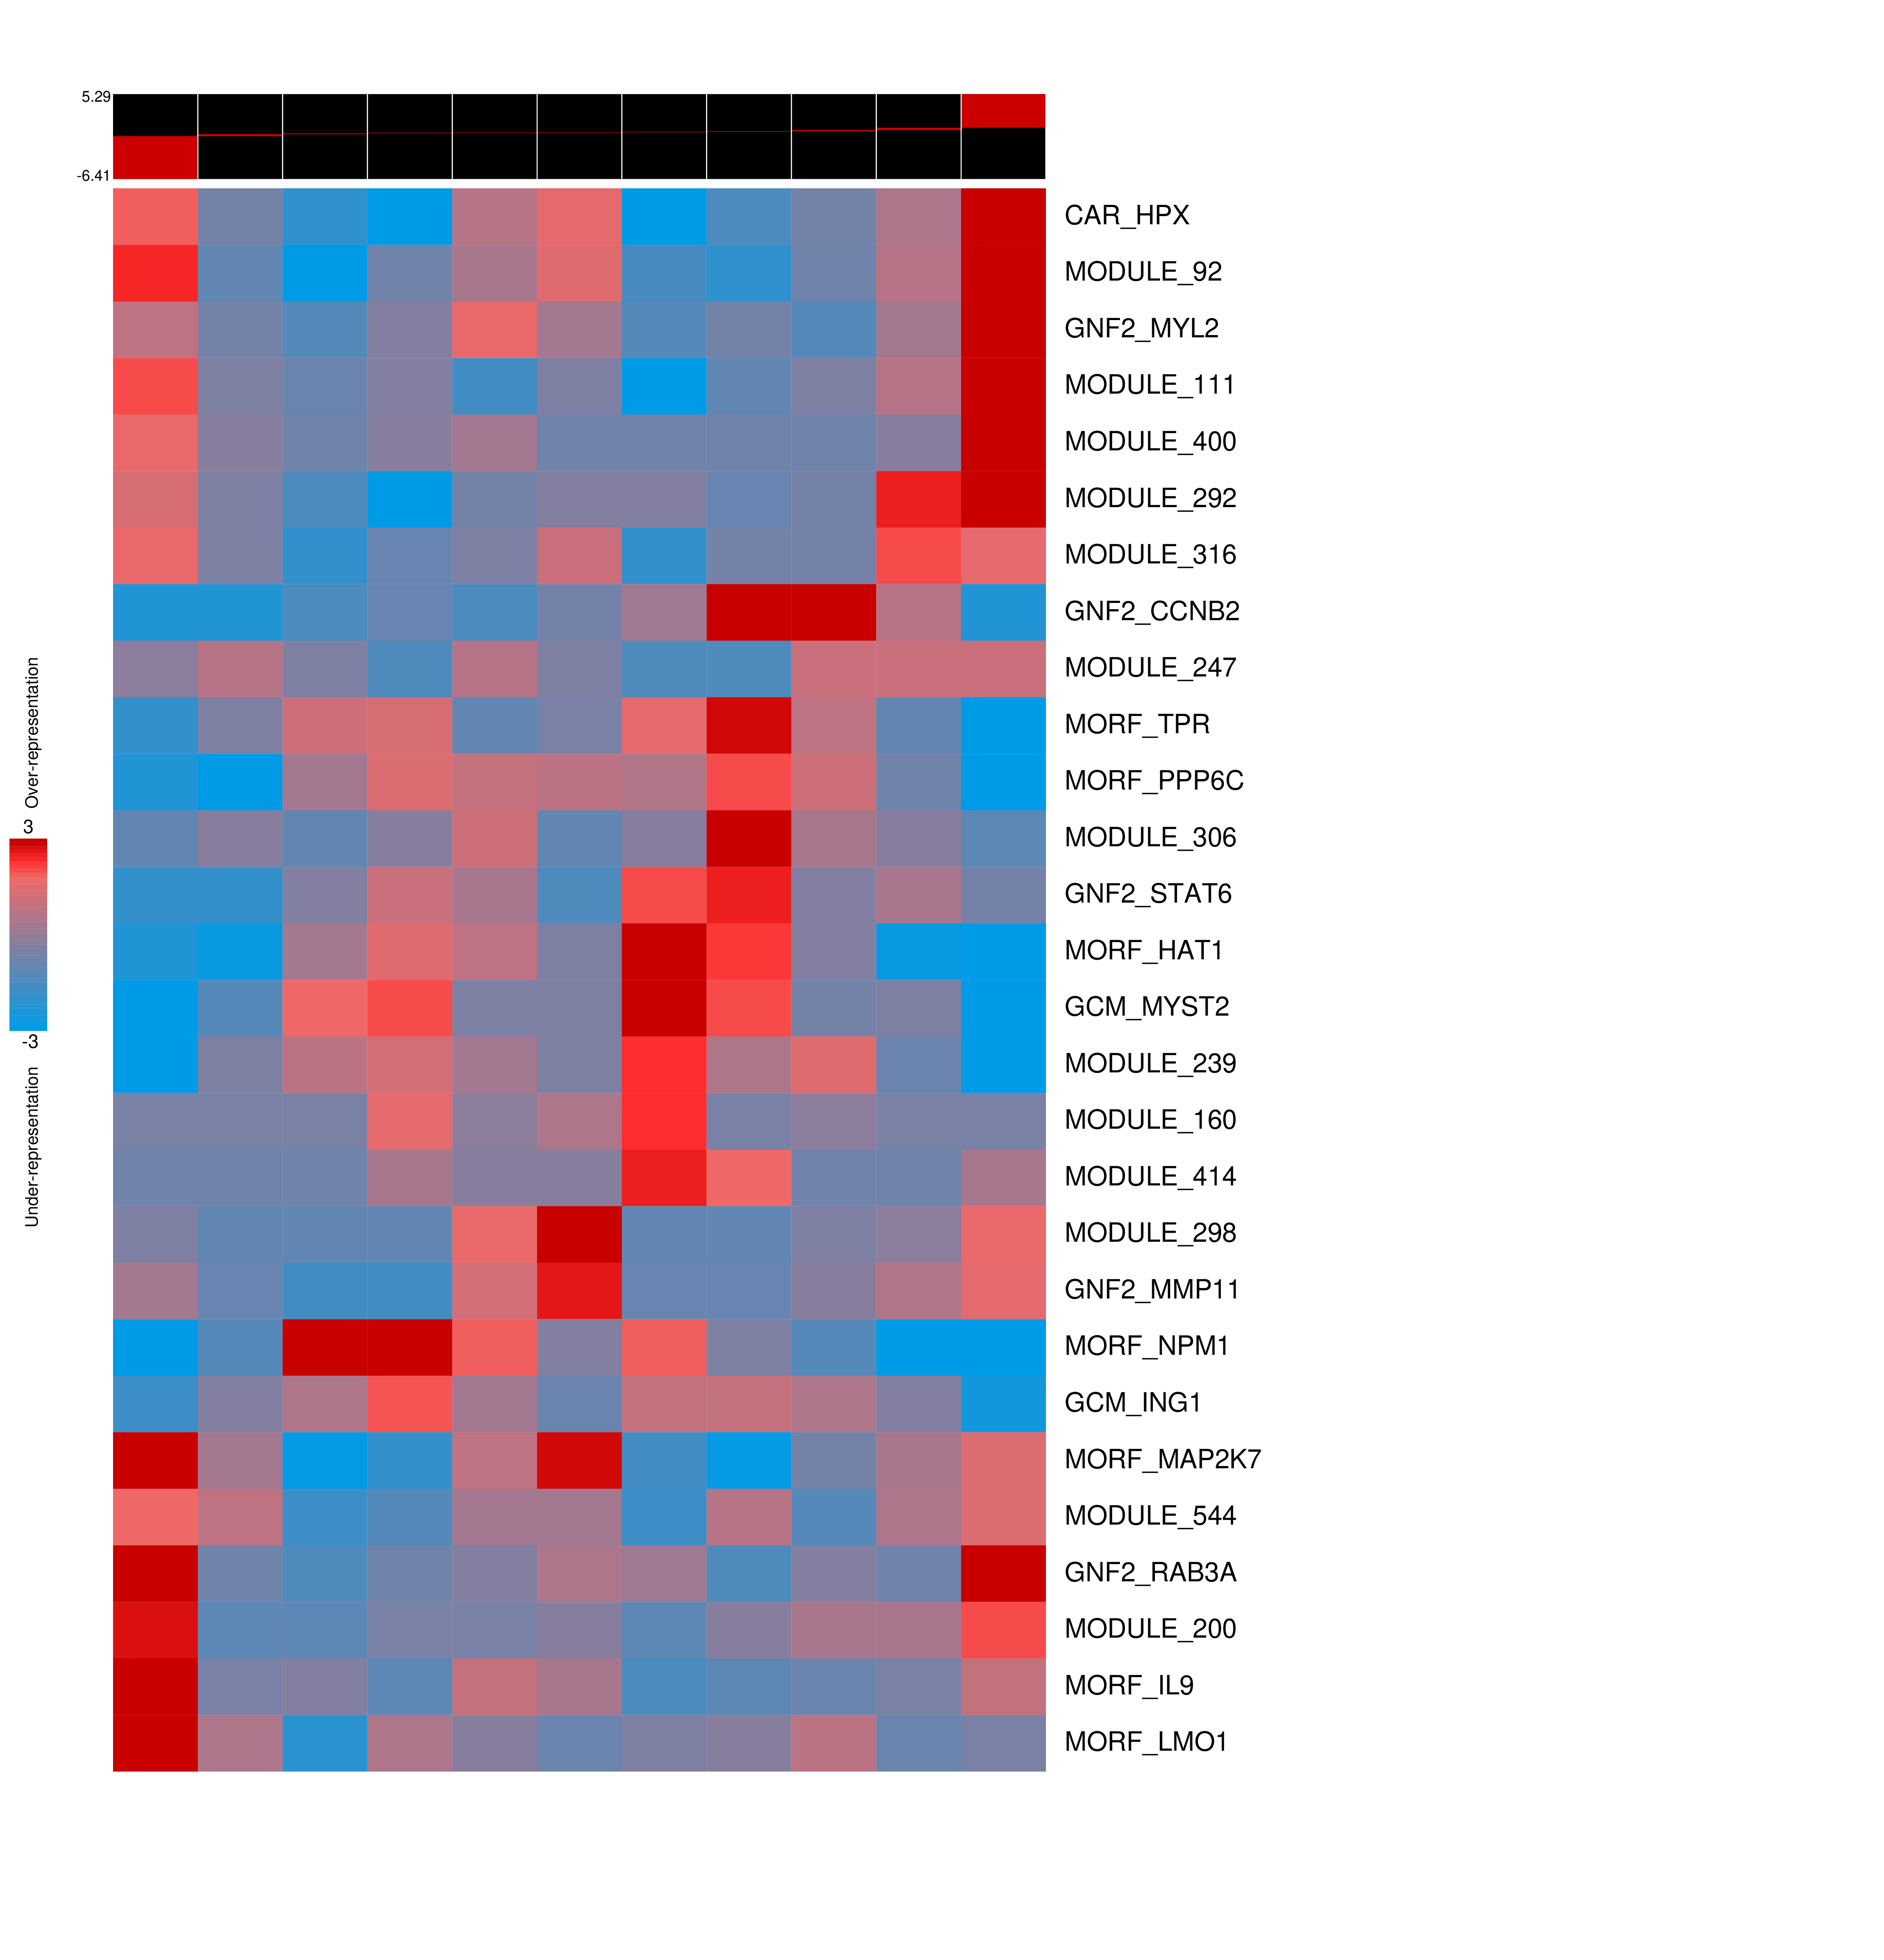 5.29
-6.41
CAR_HPX
MODULE_92
GNF2_MYL2
MODULE_111
MODULE_400
MODULE_292
MODULE_316
GNF2_CCNB2
MODULE_247
MORF_TPR
MORF_PPP6C
MODULE_306
GNF2_STAT6
MORF_HAT1
GCM_MYST2
MODULE_239
MODULE_160
MODULE_414
MODULE_298
GNF2_MMP11
MORF_NPM1
GCM_ING1
MORF_MAP2K7
MODULE_544
GNF2_RAB3A
MODULE_200
MORF_IL9
MORF_LMO1
Over-representation
3
-3
Under-representation